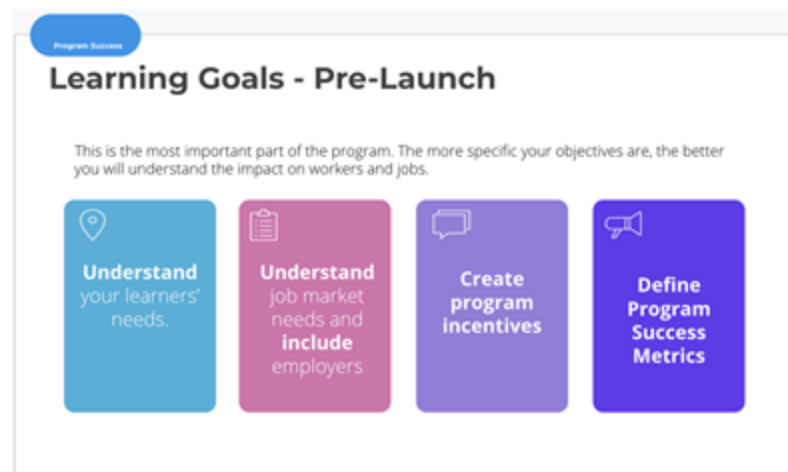 Program Success
Learning Goals - Pre-Launch
This is the most important part of the program. The more specific your objectives are, the better
you will understand the impact on workers and jobs.
Understand
your learners'
needs.
Understand
job market
needs and
include
employers
Create
program
incentives
Define
Program
Success
Metrics